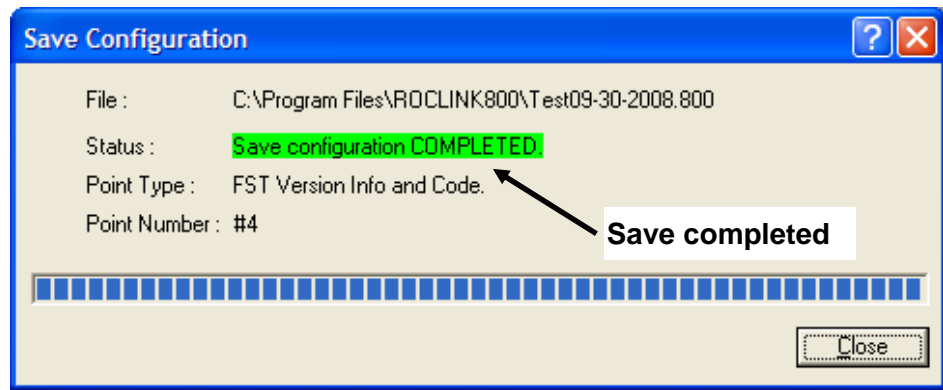 Save Configuration
File : C:\Program Files\ROCLINK800\Test09-30-2008.800
Status : Save configuration COMPLETED.
Point Type : FST Version Info and Code.
Point Number : #4
Save completed
Close